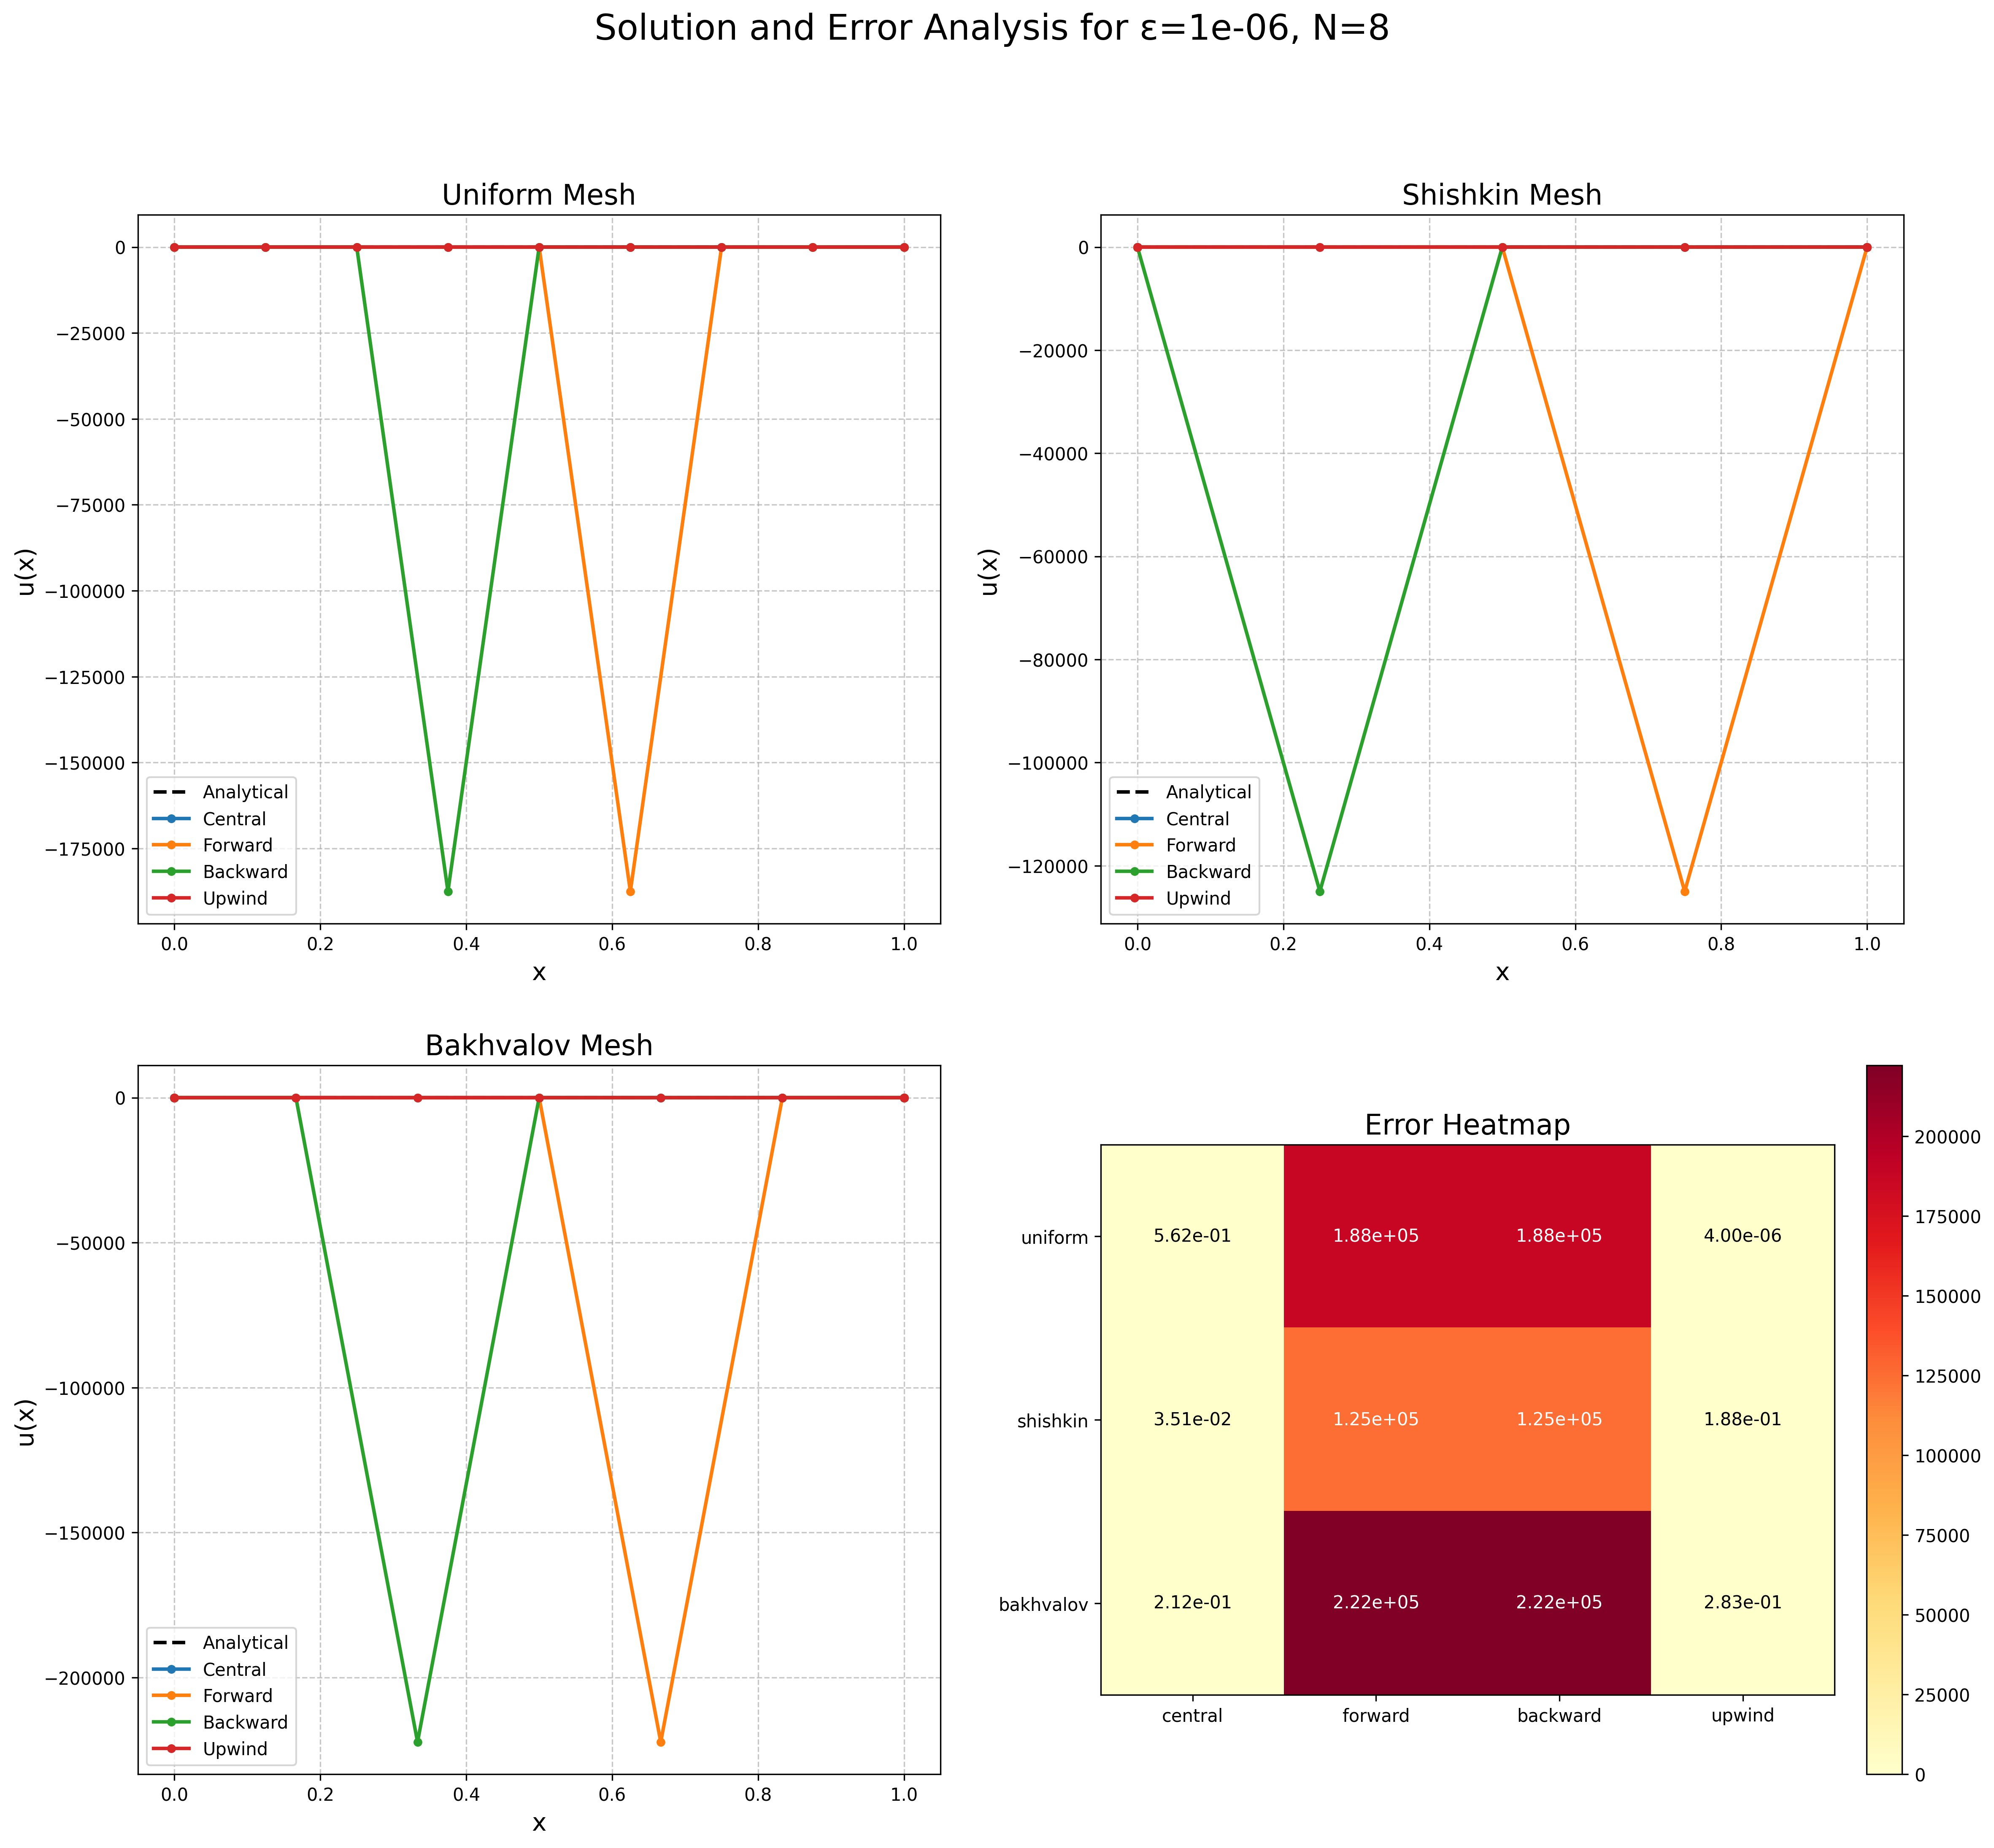 Solution and Error Analysis for ε=1e-06, N=8
Uniform Mesh
0
−25000
−50000
−75000
−100000
−125000
−150000
−175000
u(x)
Analytical
Central
Forward
Backward
Upwind
0.0 0.2 0.4 0.6 0.8 1.0
x
Shishkin Mesh
0
−20000
−40000
−60000
−80000
−100000
−120000
u(x)
Analytical
Central
Forward
Backward
Upwind
0.0 0.2 0.4 0.6 0.8 1.0
x
Bakhvalov Mesh
0
−50000
−100000
−150000
−200000
u(x)
Analytical
Central
Forward
Backward
Upwind
0.0 0.2 0.4 0.6 0.8 1.0
x
Error Heatmap
uniform 5.62e-01 1.88e+05 1.88e+05 4.00e-06
shishkin 3.51e-02 1.25e+05 1.25e+05 1.88e-01
bakhvalov 2.12e-01 2.22e+05 2.22e+05 2.83e-01
central forward backward upwind
200000
175000
150000
125000
100000
75000
50000
25000
0